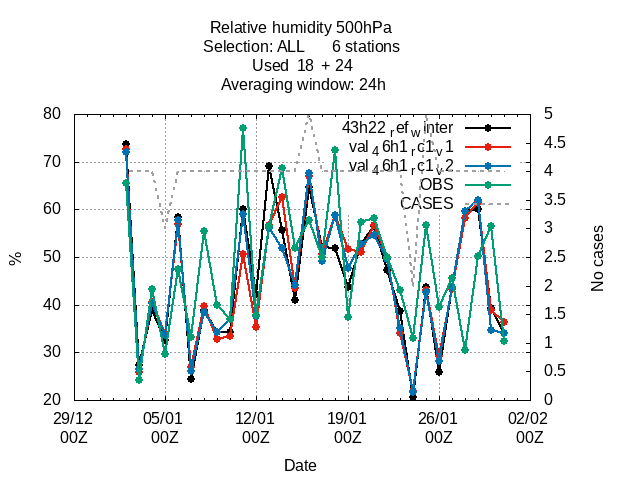 Relative humidity 500hPa
Selection: ALL 6 stations
Used 18 + 24
Averaging window: 24h
80
70
60
50
40
30
20
%
5
4.5
4
3.5
3
2.5
2
1.5
1
0.5
0
No cases
43h22_ref_winter
val_46h1_rc1_v1
val_46h1_rc1_v2
OBS
CASES
29/12 05/01 12/01 19/01 26/01 02/02
00Z 00Z 00Z 00Z 00Z 00Z
Date